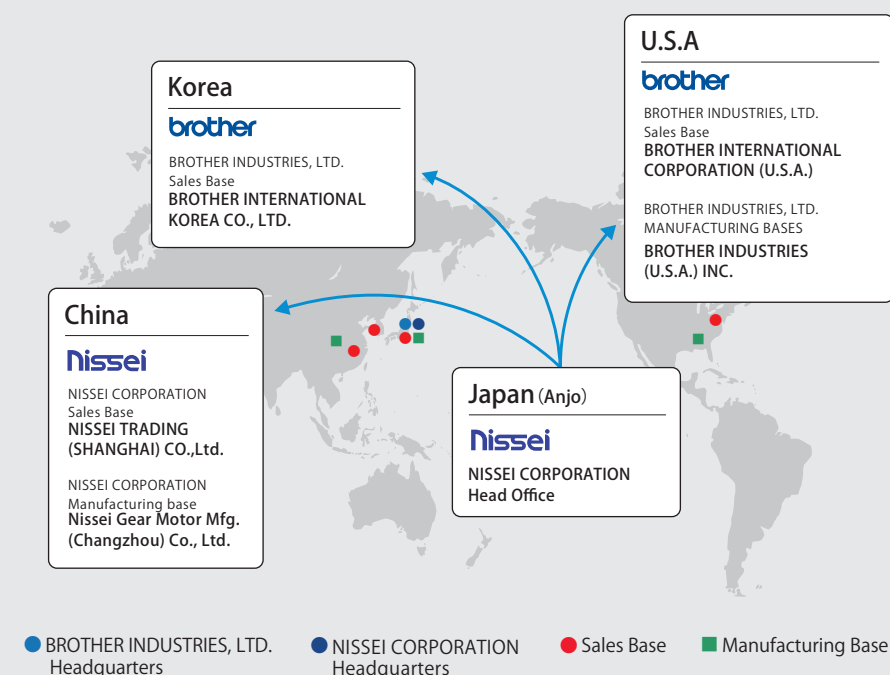 Korea
brother
BROTHER INDUSTRIES, LTD.
Sales Base
BROTHER INTERNATIONAL
KOREA CO., LTD.
U.S.A
brother
BROTHER INDUSTRIES, LTD.
Sales Base
BROTHER INTERNATIONAL
CORPORATION (U.S.A.)
BROTHER INDUSTRIES, LTD.
MANUFACTURING BASES
BROTHER INDUSTRIES
(U.S.A.) INC.
China
Nissei
NISSEI CORPORATION
Sales Base
NISSEI TRADING
(SHANGHAI) CO.,Ltd.
NISSEI CORPORATION
Manufacturing base
Nissei Gear Motor Mfg.
(Changzhou) Co., Ltd.
Japan (Anjo)
Nissei
NISSEI CORPORATION
Head Office
BROTHER INDUSTRIES, LTD.
Headquarters
NISSEI CORPORATION
Headquarters
Sales Base
Manufacturing Base